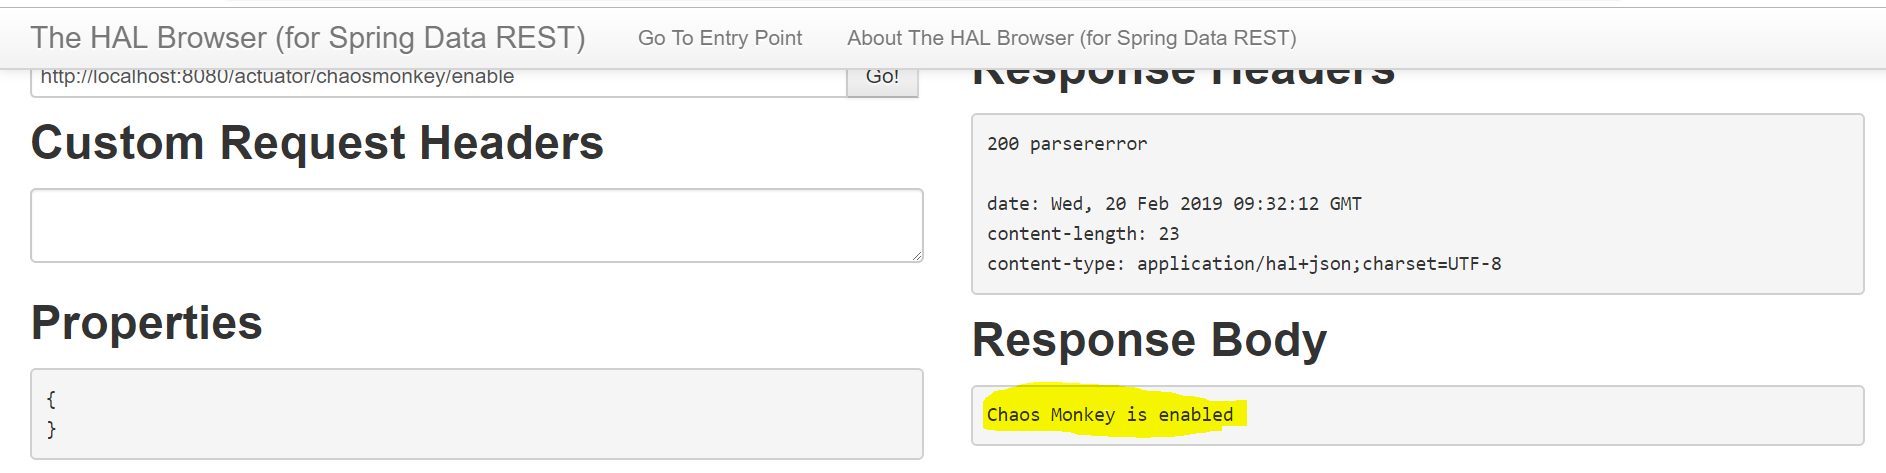 The HAL Browser (for Spring Data REST) Go To Entry Point About The HAL Browser (for Spring Data REST)
http://localhost:8080/actuator/chaosmonkey/enable Go!
Custom Request Headers
Properties
{
}
Response Headers
200 parsererror
date: Wed, 20 Feb 2019 09:32:12 GMT
content-length: 23
content-type: application/hal+json;charset=UTF-8
Response Body
Chaos Monkey is enabled